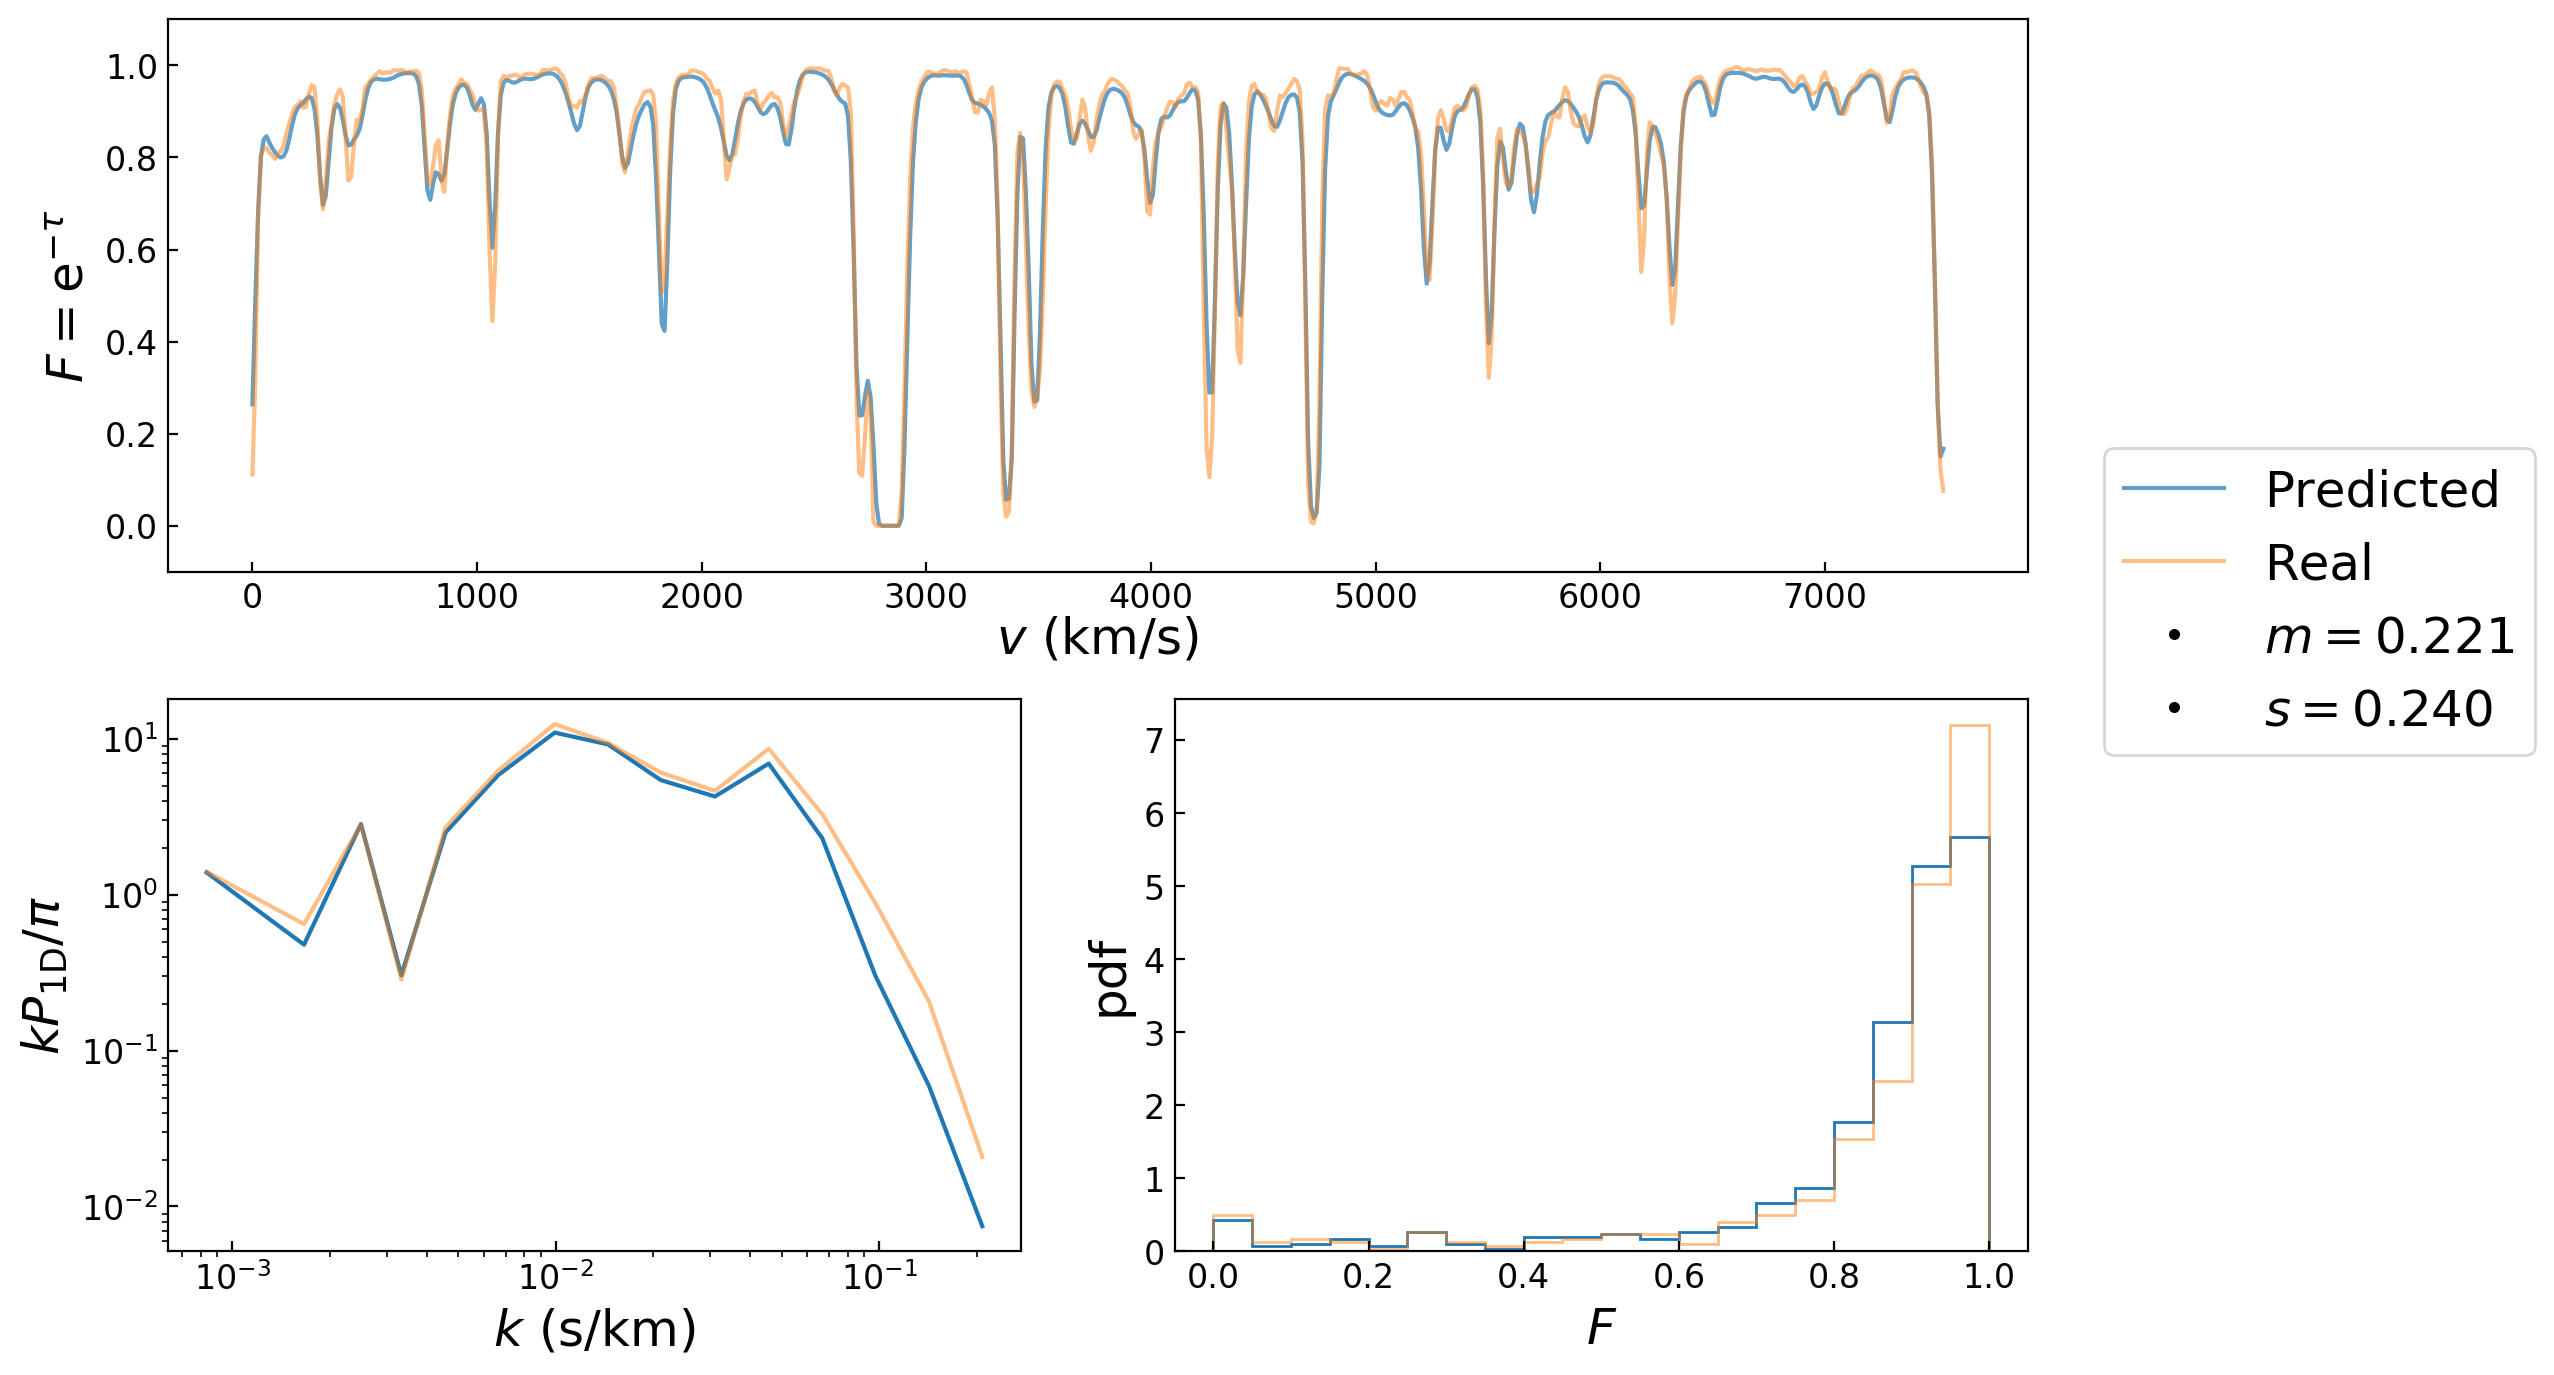 F = e^{−τ}
1.0
0.8
0.6
0.4
0.2
0.0
0 1000 2000 3000 4000 5000 6000 7000
v (km/s)
Predicted
Real
m = 0.221
s = 0.240
kP_{1D}/π
10^1
10^0
10^{−1}
10^{−2}
10^{−3} 10^{−2} 10^{−1}
k (s/km)
pdf
7
6
5
4
3
2
1
0
0.0 0.2 0.4 0.6 0.8 1.0
F